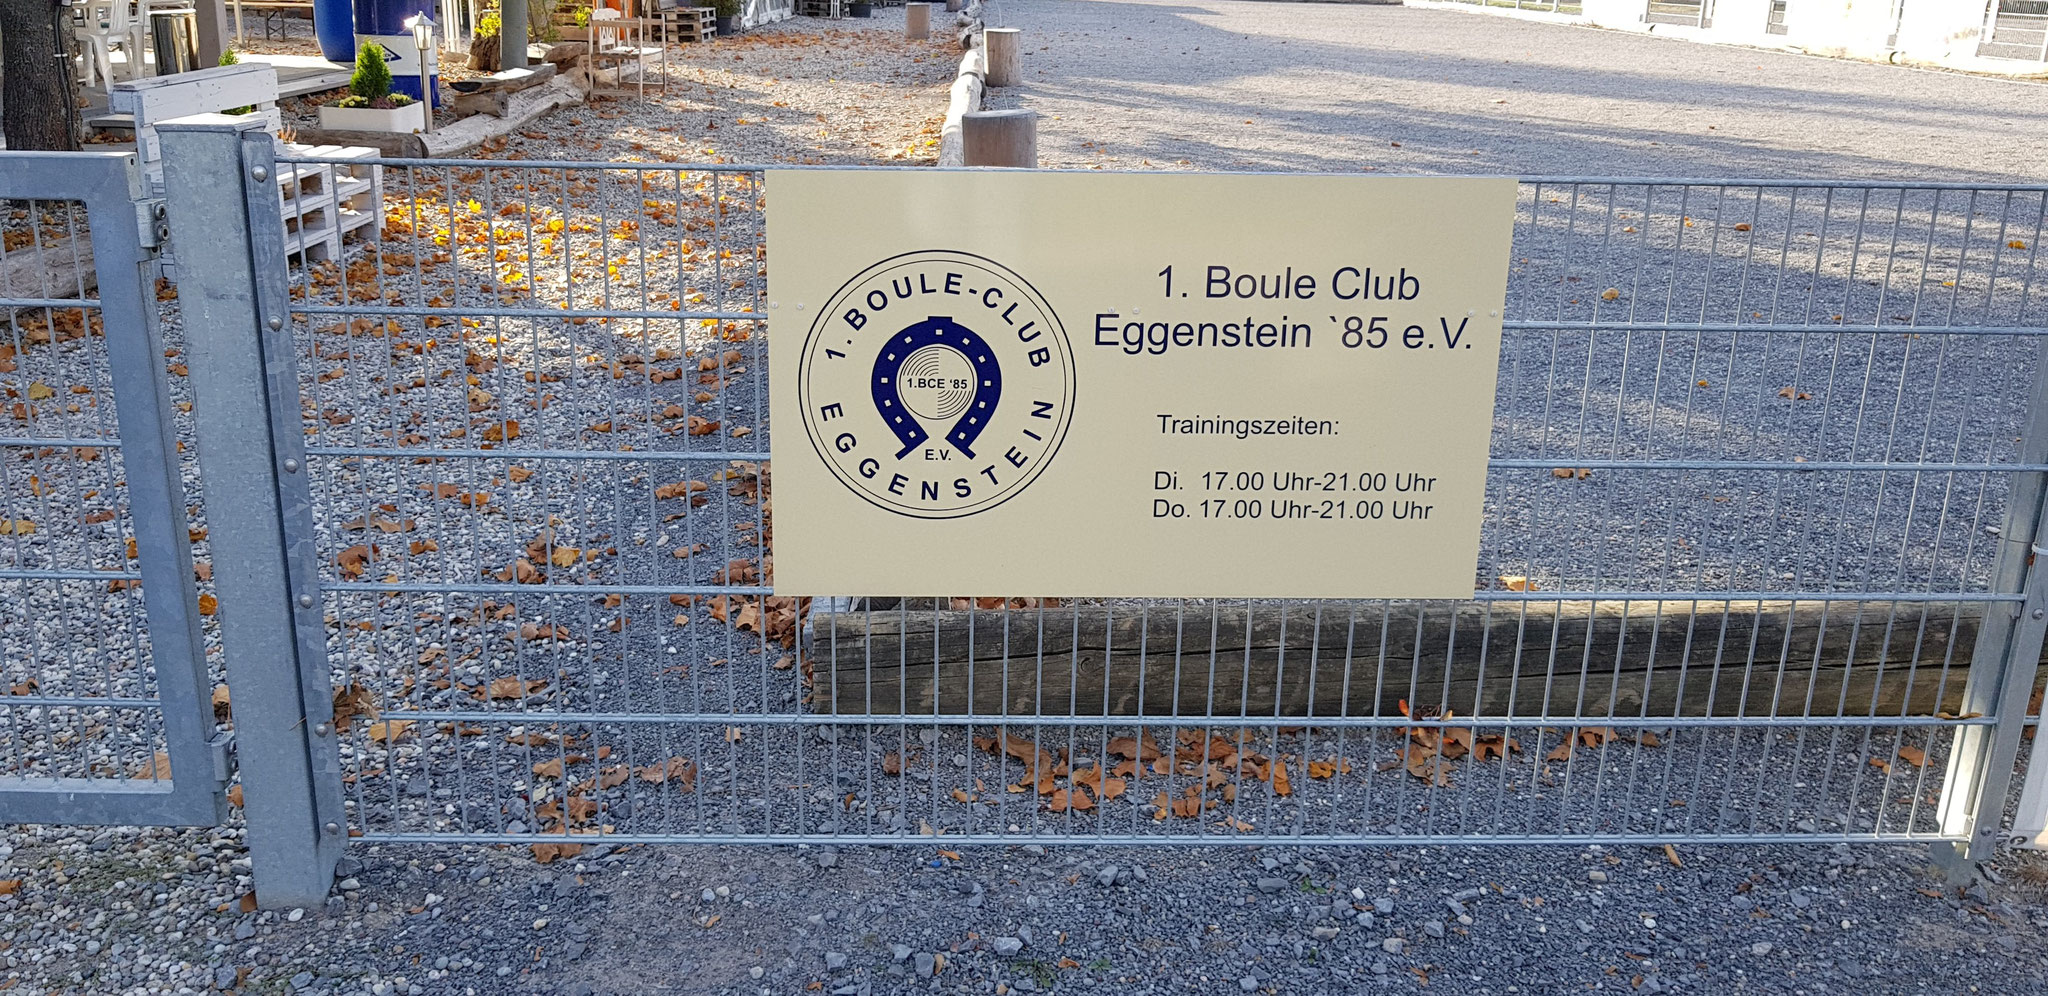 1. BOULE-CLUB
EGGENSTEIN
1.BCE '85
E.V.
1. Boule Club
Eggenstein `85 e.V.
Trainingszeiten:
Di. 17.00 Uhr-21.00 Uhr
Do. 17.00 Uhr-21.00 Uhr